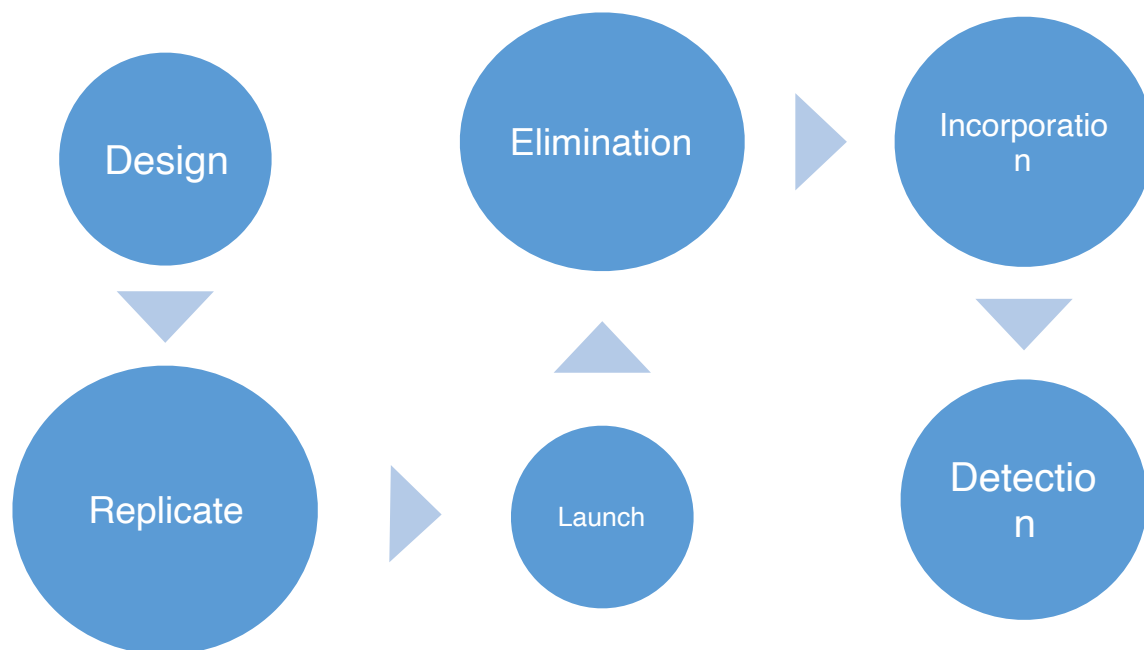 Design
Replicate
Launch
Elimination
Incorporatio
n
Detectio
n